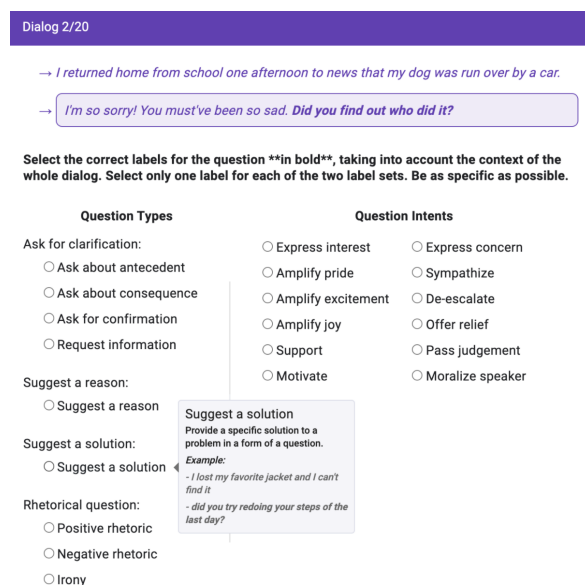 Dialog 2/20
→ I returned home from school one afternoon to news that my dog was run over by a car.
→ I'm so sorry! You must've been so sad. Did you find out who did it?
Select the correct labels for the question **in bold**, taking into account the context of the
whole dialog. Select only one label for each of the two label sets. Be as specific as possible.
Question Types
Ask for clarification:
Ask about antecedent
Ask about consequence
Ask for confirmation
Request information
Suggest a reason:
Suggest a reason
Suggest a solution:
Suggest a solution
Rhetorical question:
Positive rhetoric
Negative rhetoric
Irony
Suggest a solution
Provide a specific solution to a
problem in a form of a question.
Example:
- I lost my favorite jacket and I can't
find it
- did you try redoing your steps of the
last day?
Question Intents
Express interest
Amplify pride
Amplify excitement
Amplify joy
Support
Motivate
Express concern
Sympathize
De-escalate
Offer relief
Pass judgement
Moralize speaker